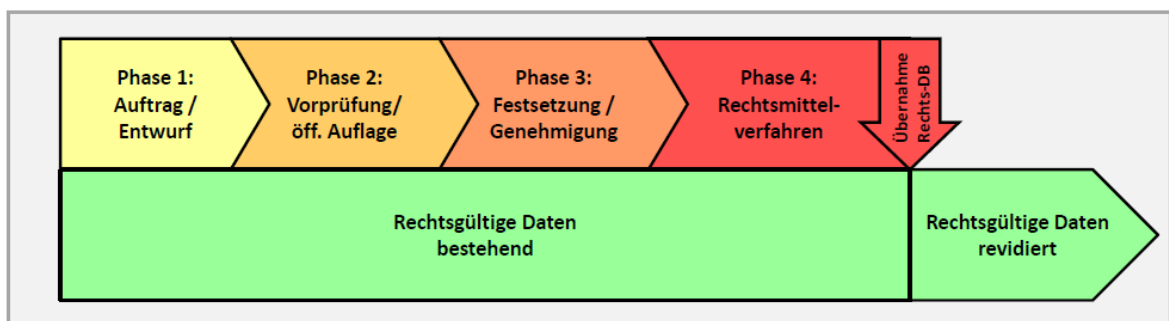 Phase 1:
Auftrag /
Entwurf
Phase 2:
Vorprüfung/
öff. Auflage
Phase 3:
Festsetzung /
Genehmigung
Phase 4:
Rechtsmittel-
verfahren
Übernahme
Rechts-DB
Rechtsgültige Daten
bestehend
Rechtsgültige Daten
revidiert